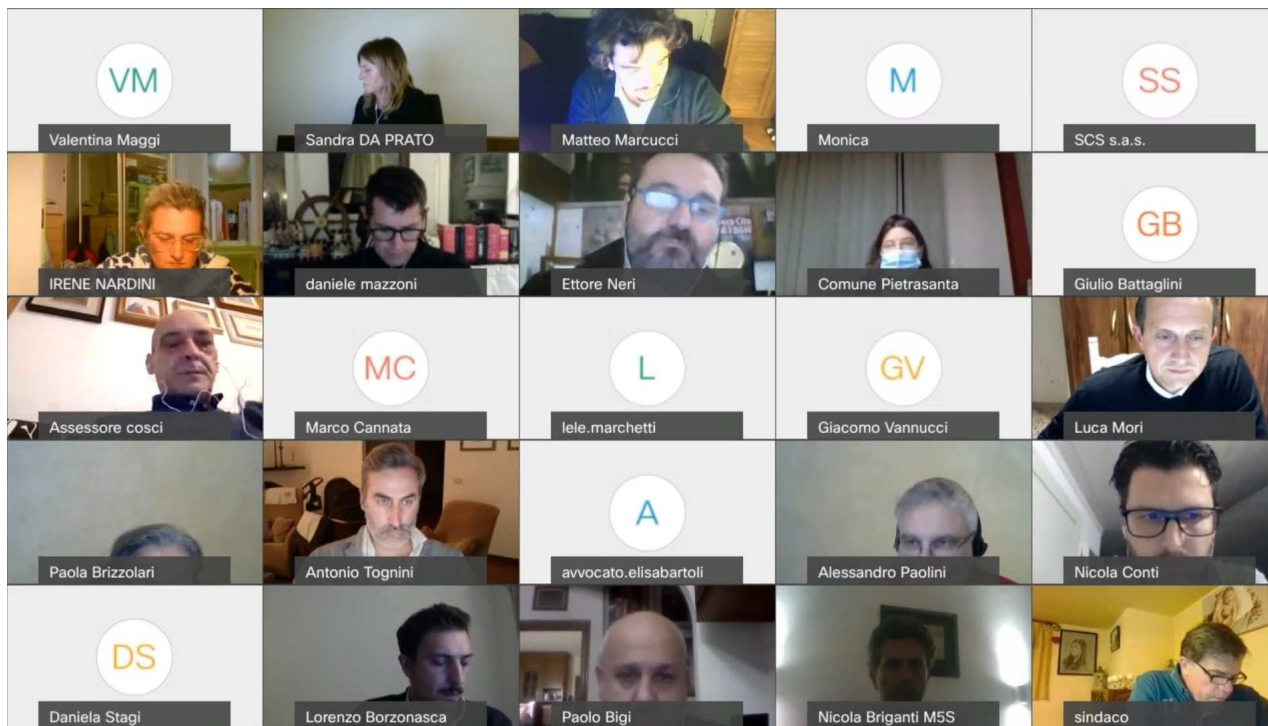 VM
Valentina Maggi
Sandra DA PRATO
Matteo Marcucci
M
Monica
SS
SCS s.a.s.
IRENE NARDINI
daniele mazzoni
Ettore Neri
Comune Pietrasanta
GB
Giulio Battaglini
Assessore cosci
MC
Marco Cannata
L
lele.marchetti
GV
Giacomo Vannucci
Luca Mori
Paola Brizzolari
Antonio Tognini
A
avvocato.elisabartoli
Alessandro Paolini
Nicola Conti
DS
Daniela Stagi
Lorenzo Borzonasca
Paolo Bigi
Nicola Briganti M5S
sindaco